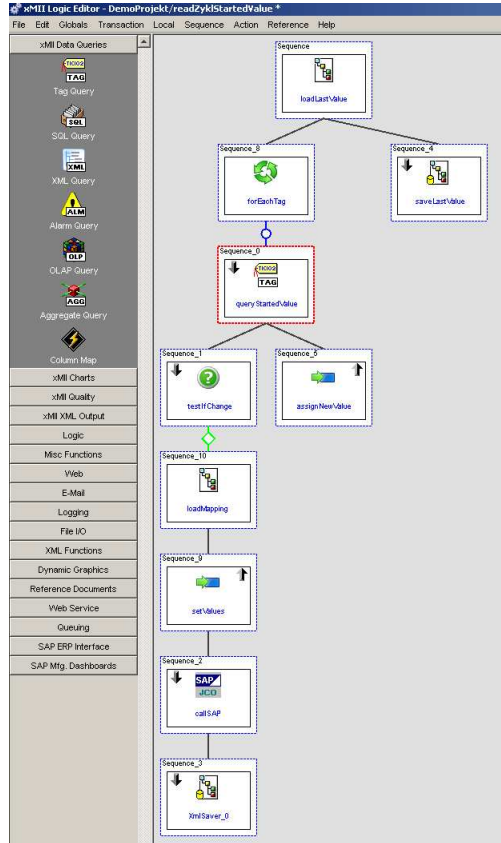 xMII Logic Editor - DemoProjekt/readZyklStartedValue *
File Edit Globals Transaction Local Sequence Action Reference Help
xMII Data Queries
TAG
Tag Query
SQL
SQL Query
XML
XML Query
ALM
Alarm Query
OLP
OLAP Query
AGG
Aggregate Query
Column Map
xMII Charts
xMII Quality
xMII XML Output
Logic
Misc Functions
Web
E-Mail
Logging
File I/O
XML Functions
Dynamic Graphics
Reference Documents
Web Service
Queuing
SAP ERP Interface
SAP Mfg. Dashboards
Sequence
loadLastValue
Sequence_8
forEachTag
Sequence_4
saveLastValue
Sequence_0
TAG
queryStartedValue
Sequence_1
testIfChange
Sequence_5
assignNewValue
Sequence_10
loadMapping
Sequence_9
setValues
Sequence_2
SAP
JCO
callSAP
Sequence_3
XmlSaver_0